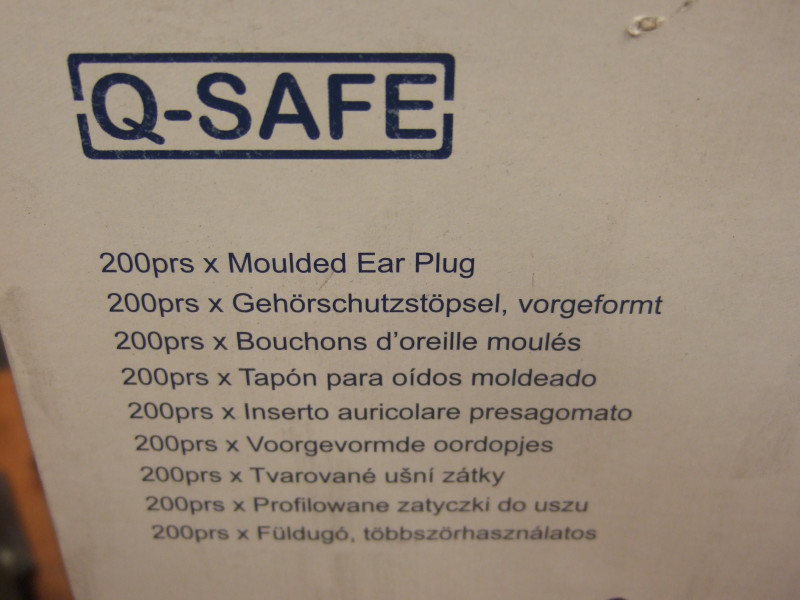 Q-SAFE
200prs x Moulded Ear Plug
200prs x Gehörschutzstöpsel, vorgeformt
200prs x Bouchons d'oreille moulés
200prs x Tapón para oídos moldeado
200prs x Inserto auricolare presagomato
200prs x Voorgevormde oordopjes
200prs x Tvarované ušní zátky
200prs x Profilowane zatyczki do uszu
200prs x Füldugó, többszörhasználatos